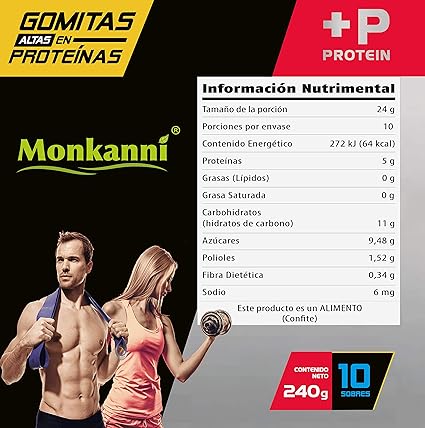 GOMITAS
ALTAS EN
PROTEÍNAS
+P
PROTEIN
Monkanni®
Información Nutrimental
Tamaño de la porción 24 g
Porciones por envase 10
Contenido Energético 272 kJ (64 kcal)
Proteínas 5 g
Grasas (Lípidos) 0 g
Grasa Saturada 0 g
Carbohidratos
(hidratos de carbono) 11 g
Azúcares 9,48 g
Polioles 1,52 g
Fibra Dietética 0,34 g
Sodio 6 mg
Este producto es un ALIMENTO
(Confite)
CONTENIDO
NETO
240g
10
SOBRES